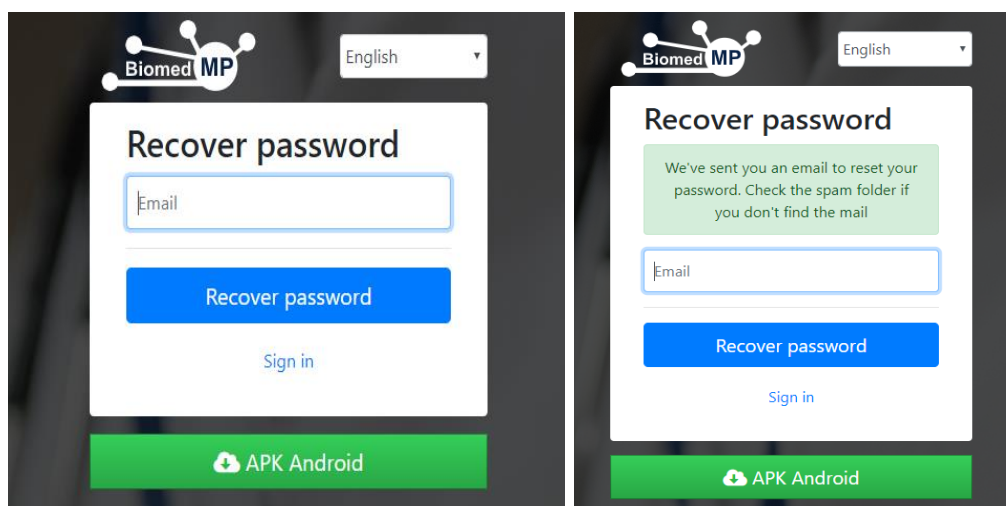 Biomed MP
English
Recover password
Email
Recover password
Sign in
APK Android
Biomed MP
English
Recover password
We've sent you an email to reset your
password. Check the spam folder if
you don't find the mail
Email
Recover password
Sign in
APK Android